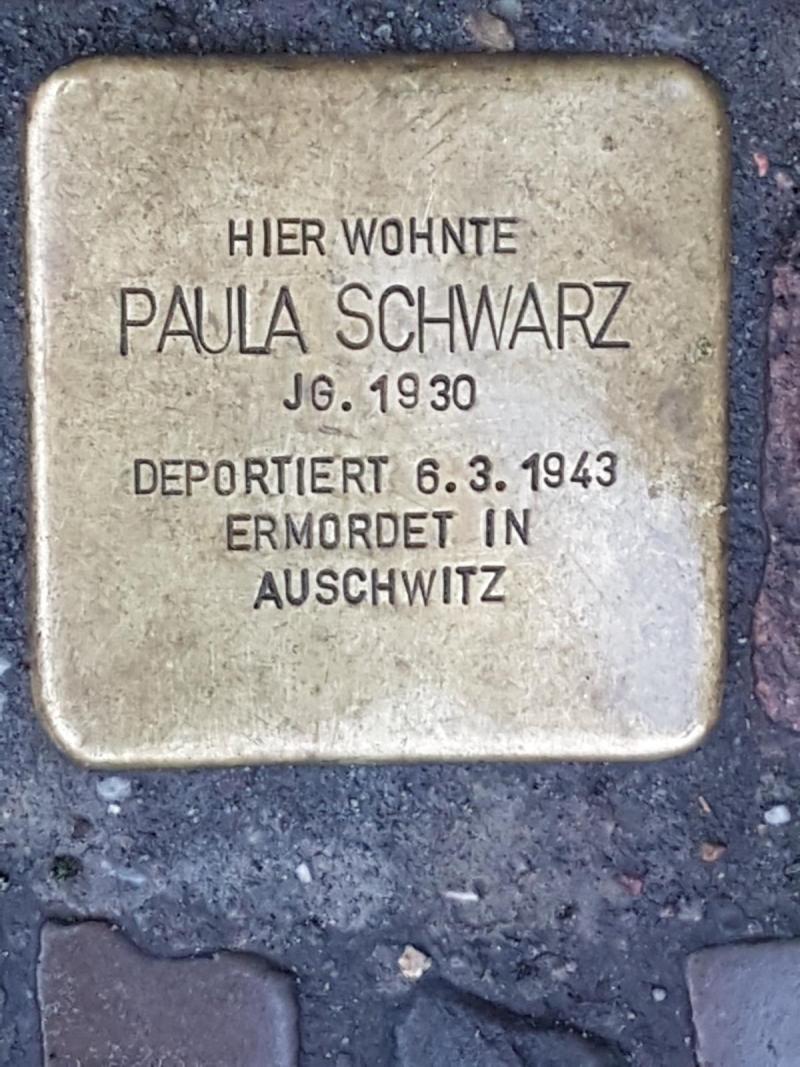 HIER WOHNTE
PAULA SCHWARZ
JG. 1930
DEPORTIERT 6.3.1943
ERMORDET IN
AUSCHWITZ